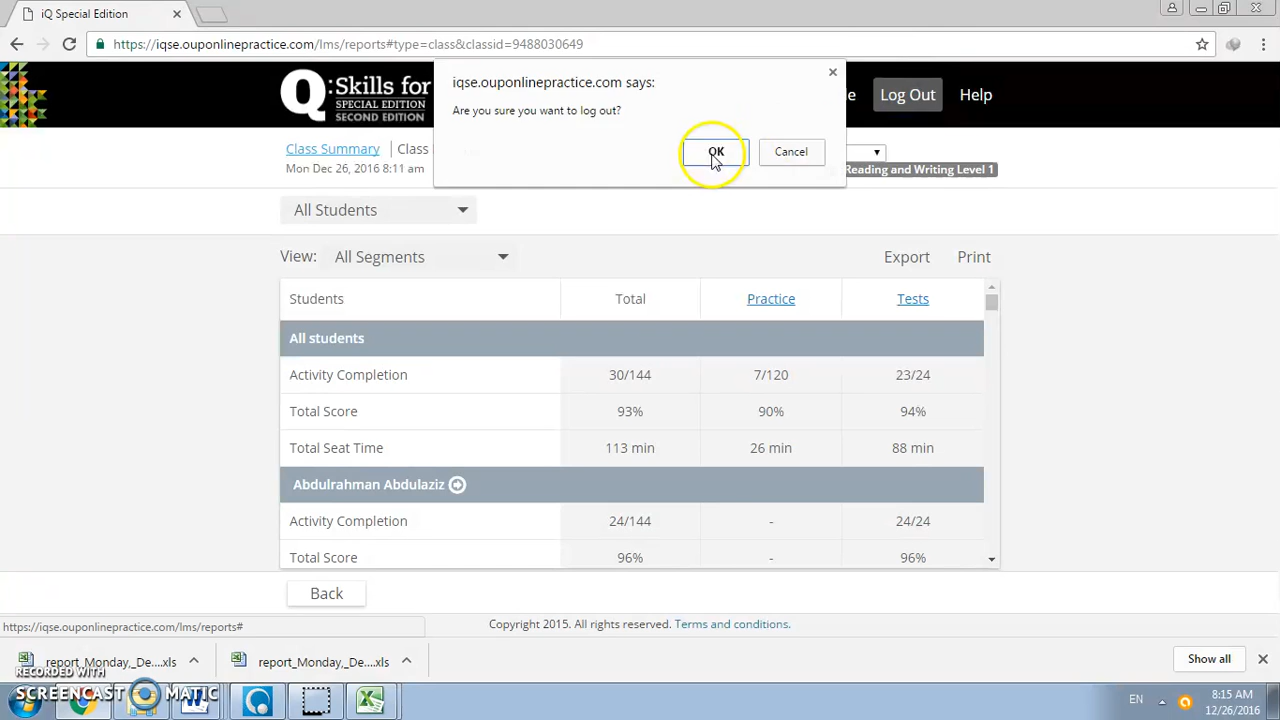 iQ Special Edition
https://iqse.ouponlinepractice.com/lms/reports#type=class&classid=9488030649
Q:Skills for
SPECIAL EDITION
SECOND EDITION
iqse.ouponlinepractice.com says:
Are you sure you want to log out?
OK
Cancel
Log Out
Help
Class Summary
Class
Mon Dec 26, 2016 8:11 am
Reading and Writing Level 1
All Students
View: All Segments
Export
Print
Students Total Practice Tests
All students
Activity Completion 30/144 7/120 23/24
Total Score 93% 90% 94%
Total Seat Time 113 min 26 min 88 min
Abdulrahman Abdulaziz
Activity Completion 24/144 - 24/24
Total Score 96% - 96%
Back
https://iqse.ouponlinepractice.com/lms/reports#
Copyright 2015. All rights reserved. Terms and conditions.
report_Monday,_De....xls
report_Monday,_De....xls
Show all
RECORDED WITH
SCREENCAST MATIC
EN
8:15 AM
12/26/2016